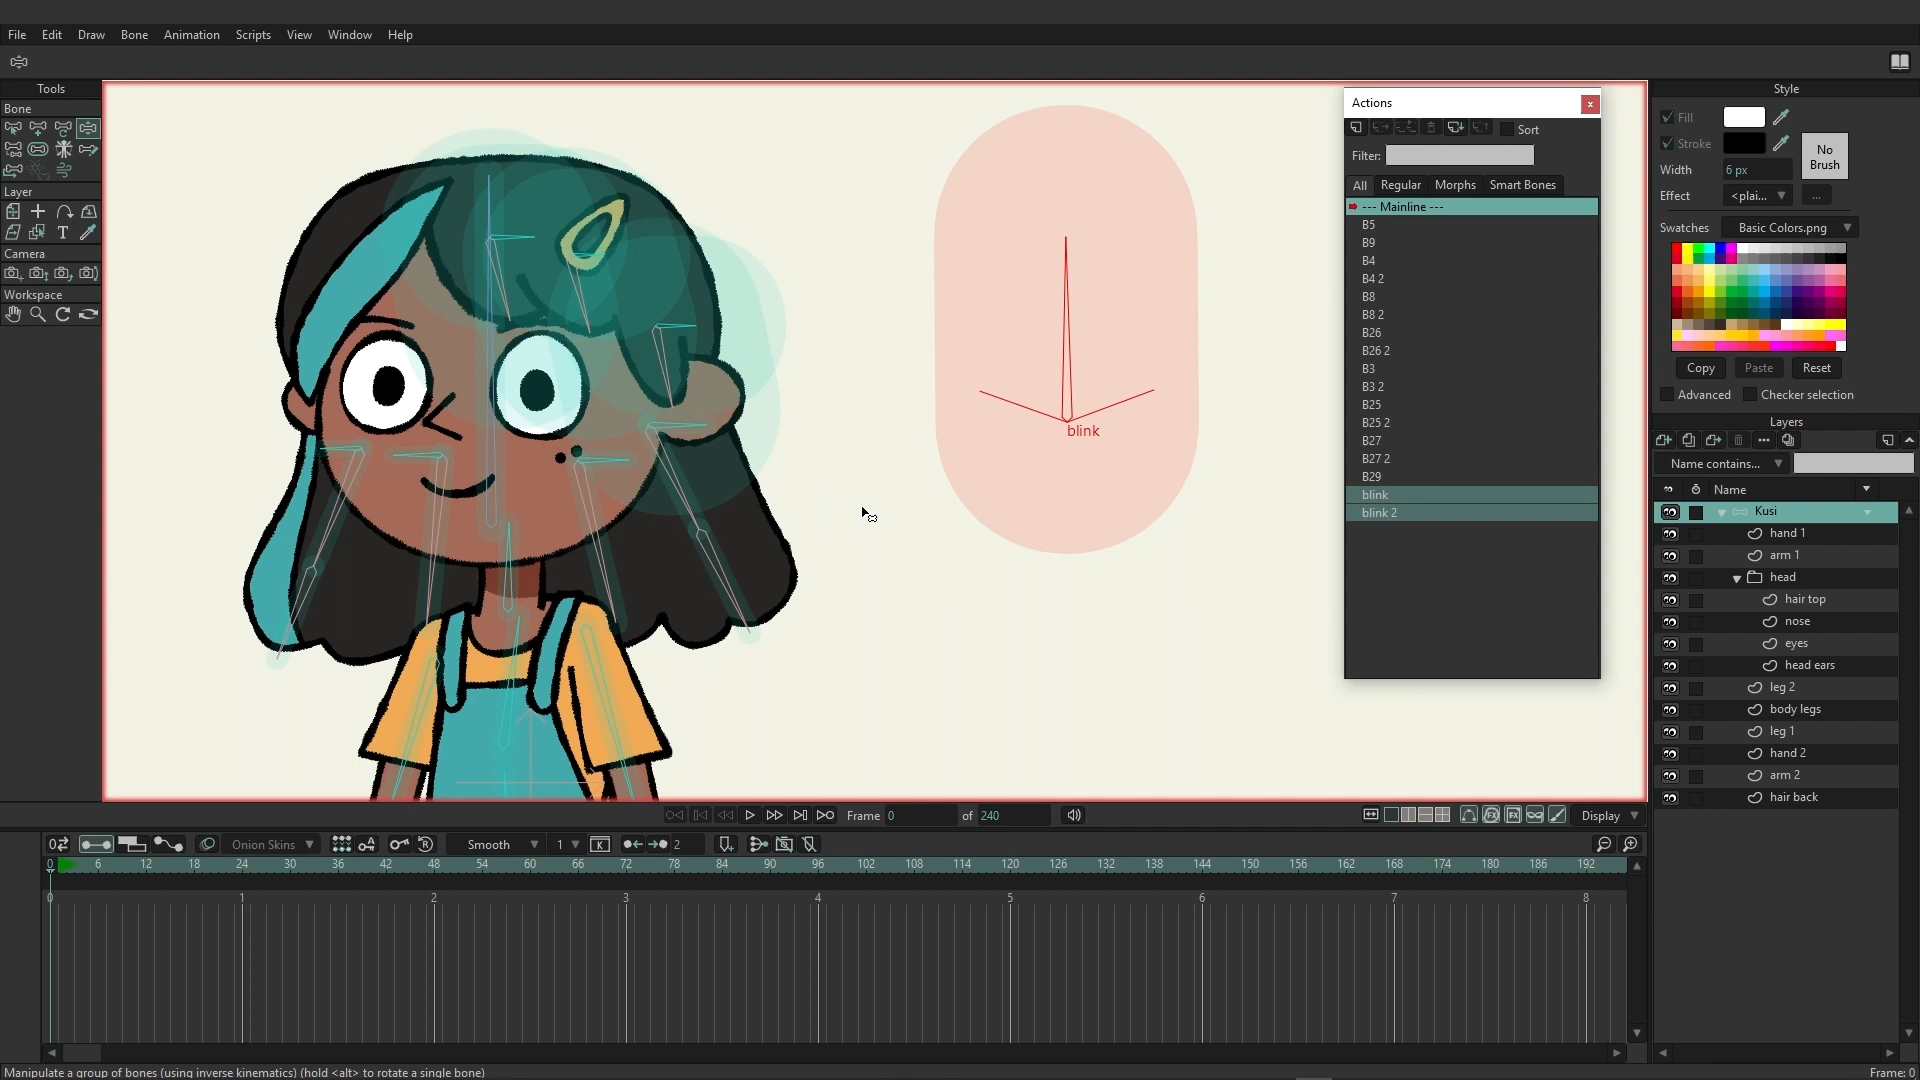 File Edit Draw Bone Animation Scripts View Window Help
Tools
Bone
Layer
Camera
Workspace
blink
Actions
Sort
Filter:
All Regular Morphs Smart Bones
--- Mainline ---
B5
B9
B4
B4 2
B8
B8 2
B26
B26 2
B3
B3 2
B25
B25 2
B27
B27 2
B29
blink
blink 2
Style
Fill
Stroke
No Brush
Width 6 px
Effect <plai... ...
Swatches Basic Colors.png
Copy Paste Reset
Advanced Checker selection
Layers
Name contains...
Name
Kusi
hand 1
arm 1
head
hair top
nose
eyes
head ears
leg 2
body legs
leg 1
hand 2
arm 2
hair back
Frame 0 of 240 Display
Onion Skins Smooth 1 K 2
0 6 12 18 24 30 36 42 48 54 60 66 72 78 84 90 96 102 108 114 120 126 132 138 144 150 156 162 168 174 180 186 192
0 1 2 3 4 5 6 7 8
Manipulate a group of bones (using inverse kinematics) (hold <alt> to rotate a single bone)
Frame: 0